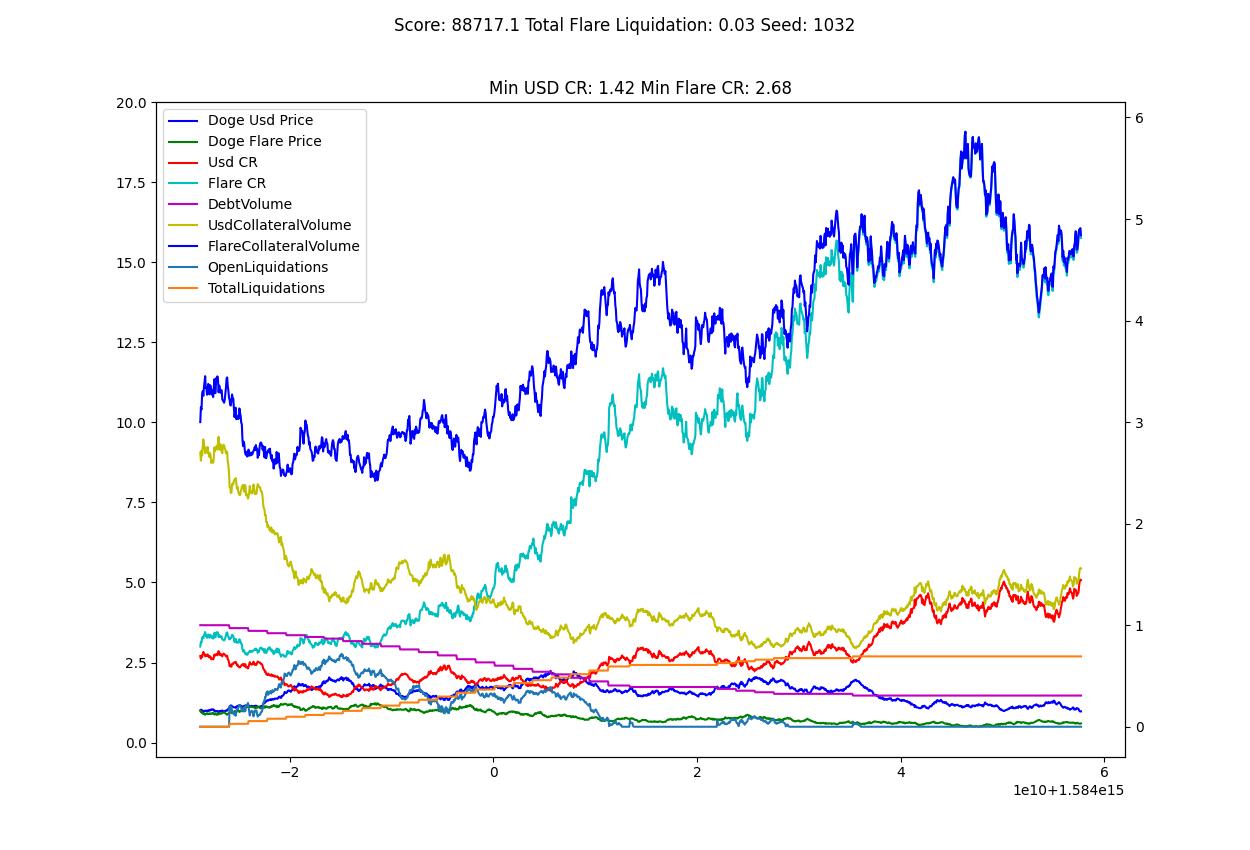 Score: 88717.1 Total Flare Liquidation: 0.03 Seed: 1032
Min USD CR: 1.42 Min Flare CR: 2.68
Doge Usd Price
Doge Flare Price
Usd CR
Flare CR
DebtVolume
UsdCollateralVolume
FlareCollateralVolume
OpenLiquidations
TotalLiquidations
20.0
17.5
15.0
12.5
10.0
7.5
5.0
2.5
0.0
6
5
4
3
2
1
0
−2
0
2
4
6
1e10+1.584e15